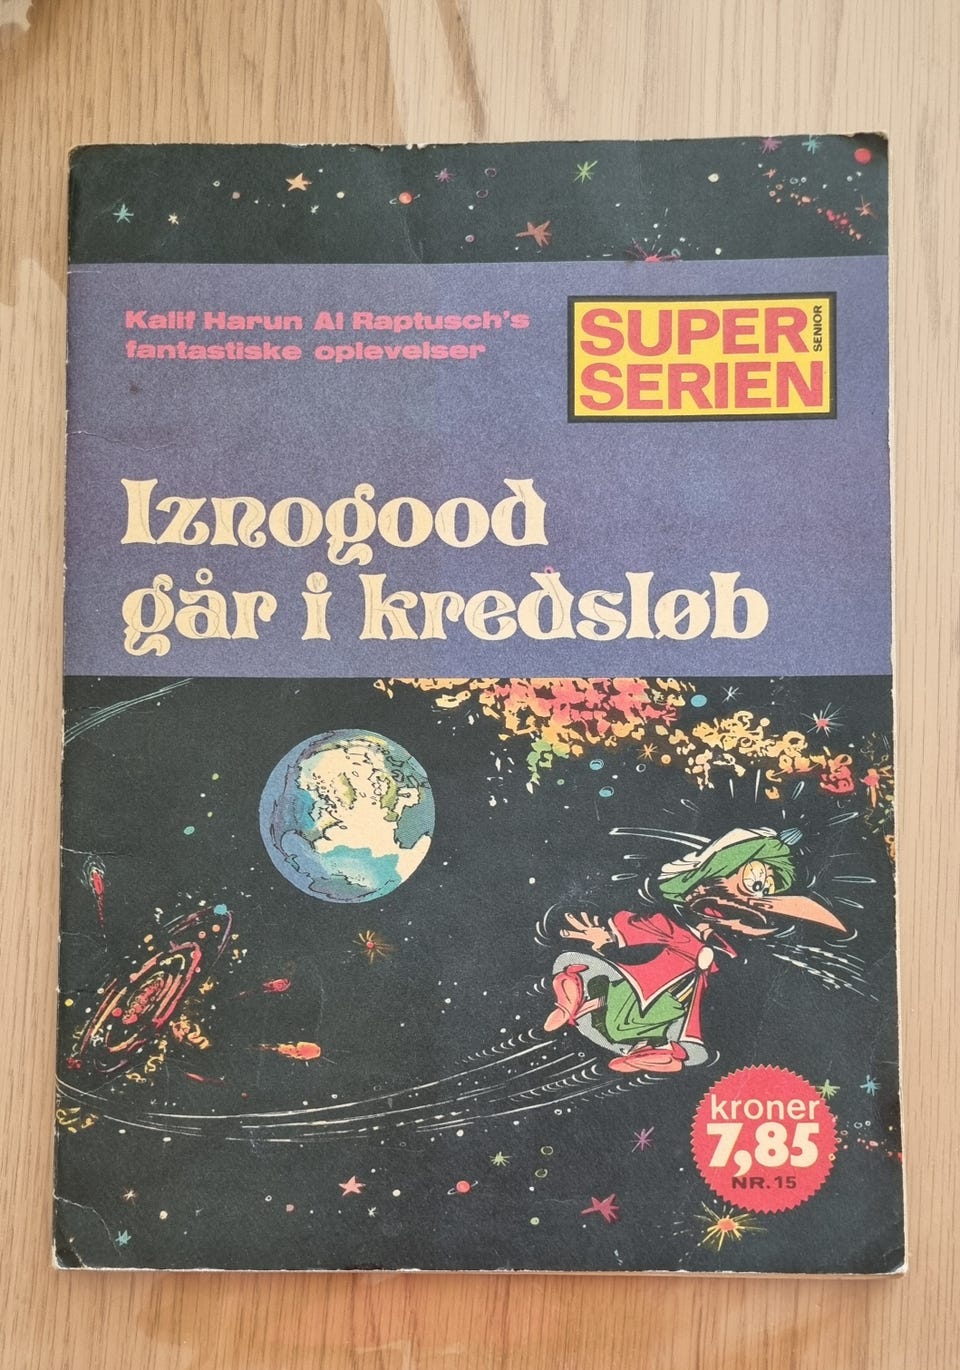 Kalif Harun Al Raptusch's
fantastiske oplevelser
SUPER
SERIEN
SENIOR
Iznogood
går i kredsløb
kroner
7,85
NR. 15